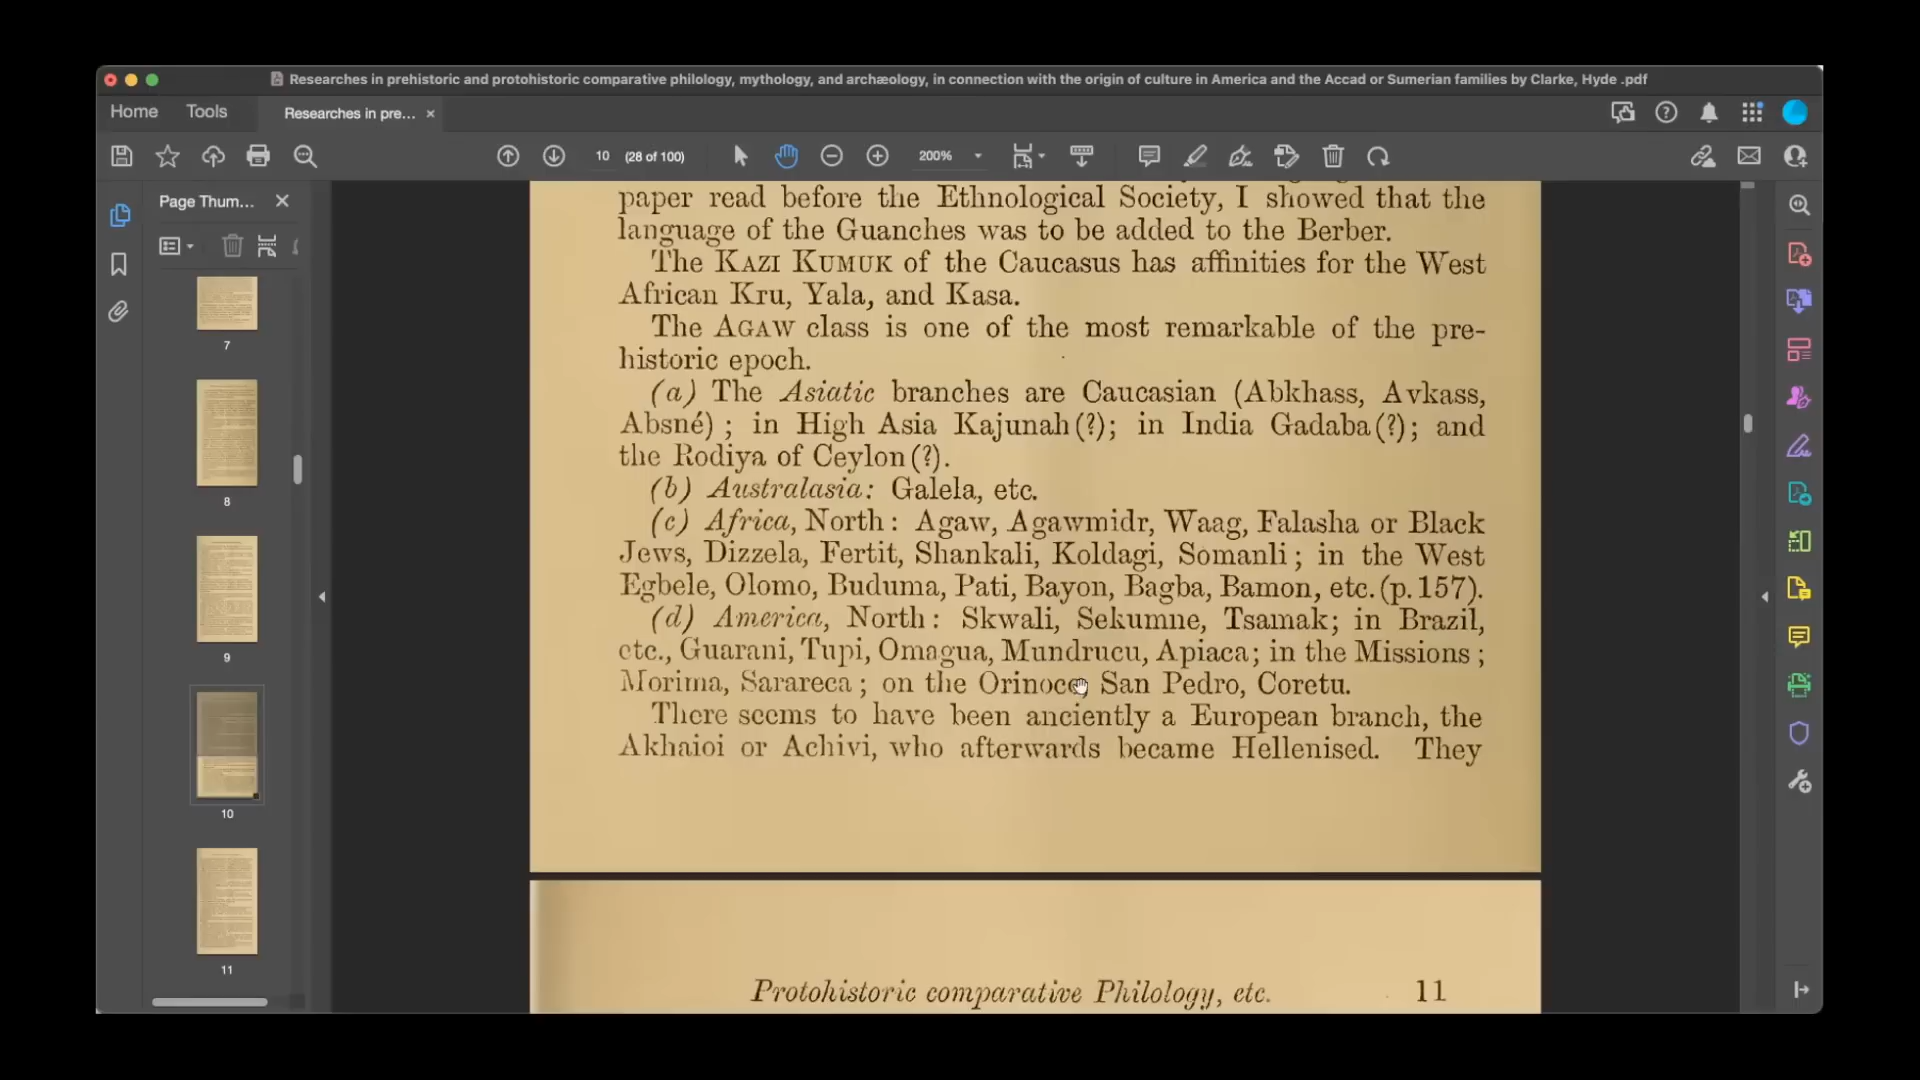 Researches in prehistoric and protohistoric comparative philology, mythology, and archæology, in connection with the origin of culture in America and the Accad or Sumerian families by Clarke, Hyde .pdf
Home Tools Researches in pre... ×
10 (28 of 100) 200%
Page Thum...
7
8
9
10
11
paper read before the Ethnological Society, I showed that the
language of the Guanches was to be added to the Berber.
The KAZI KUMUK of the Caucasus has affinities for the West
African Kru, Yala, and Kasa.
The AGAW class is one of the most remarkable of the pre-
historic epoch.
(a) The Asiatic branches are Caucasian (Abkhass, Avkass,
Absné) ; in High Asia Kajunah(?); in India Gadaba(?); and
the Rodiya of Ceylon(?).
(b) Australasia: Galela, etc.
(c) Africa, North: Agaw, Agawmidr, Waag, Falasha or Black
Jews, Dizzela, Fertit, Shankali, Koldagi, Somanli; in the West
Egbele, Olomo, Buduma, Pati, Bayon, Bagba, Bamon, etc. (p. 157).
(d) America, North: Skwali, Sekumne, Tsamak; in Brazil,
etc., Guarani, Tupi, Omagua, Mundrucu, Apiaca; in the Missions;
Morima, Sarareca; on the Orinoco San Pedro, Coretu.
There seems to have been anciently a European branch, the
Akhaioi or Achivi, who afterwards became Hellenised. They
Protohistoric comparative Philology, etc. 11